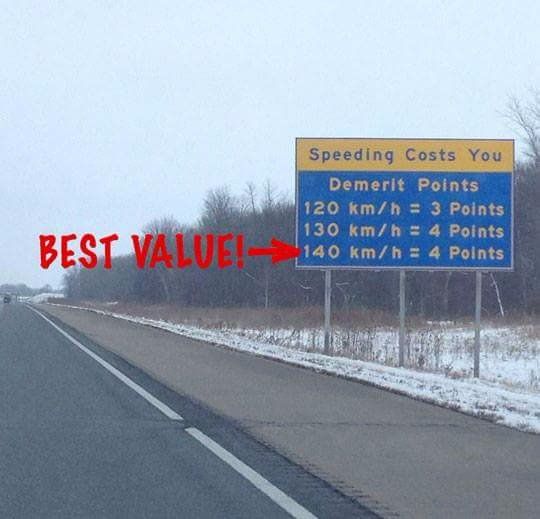 Speeding Costs You
Demerit Points
120 km/h = 3 Points
130 km/h = 4 Points
140 km/h = 4 Points
BEST VALUE!